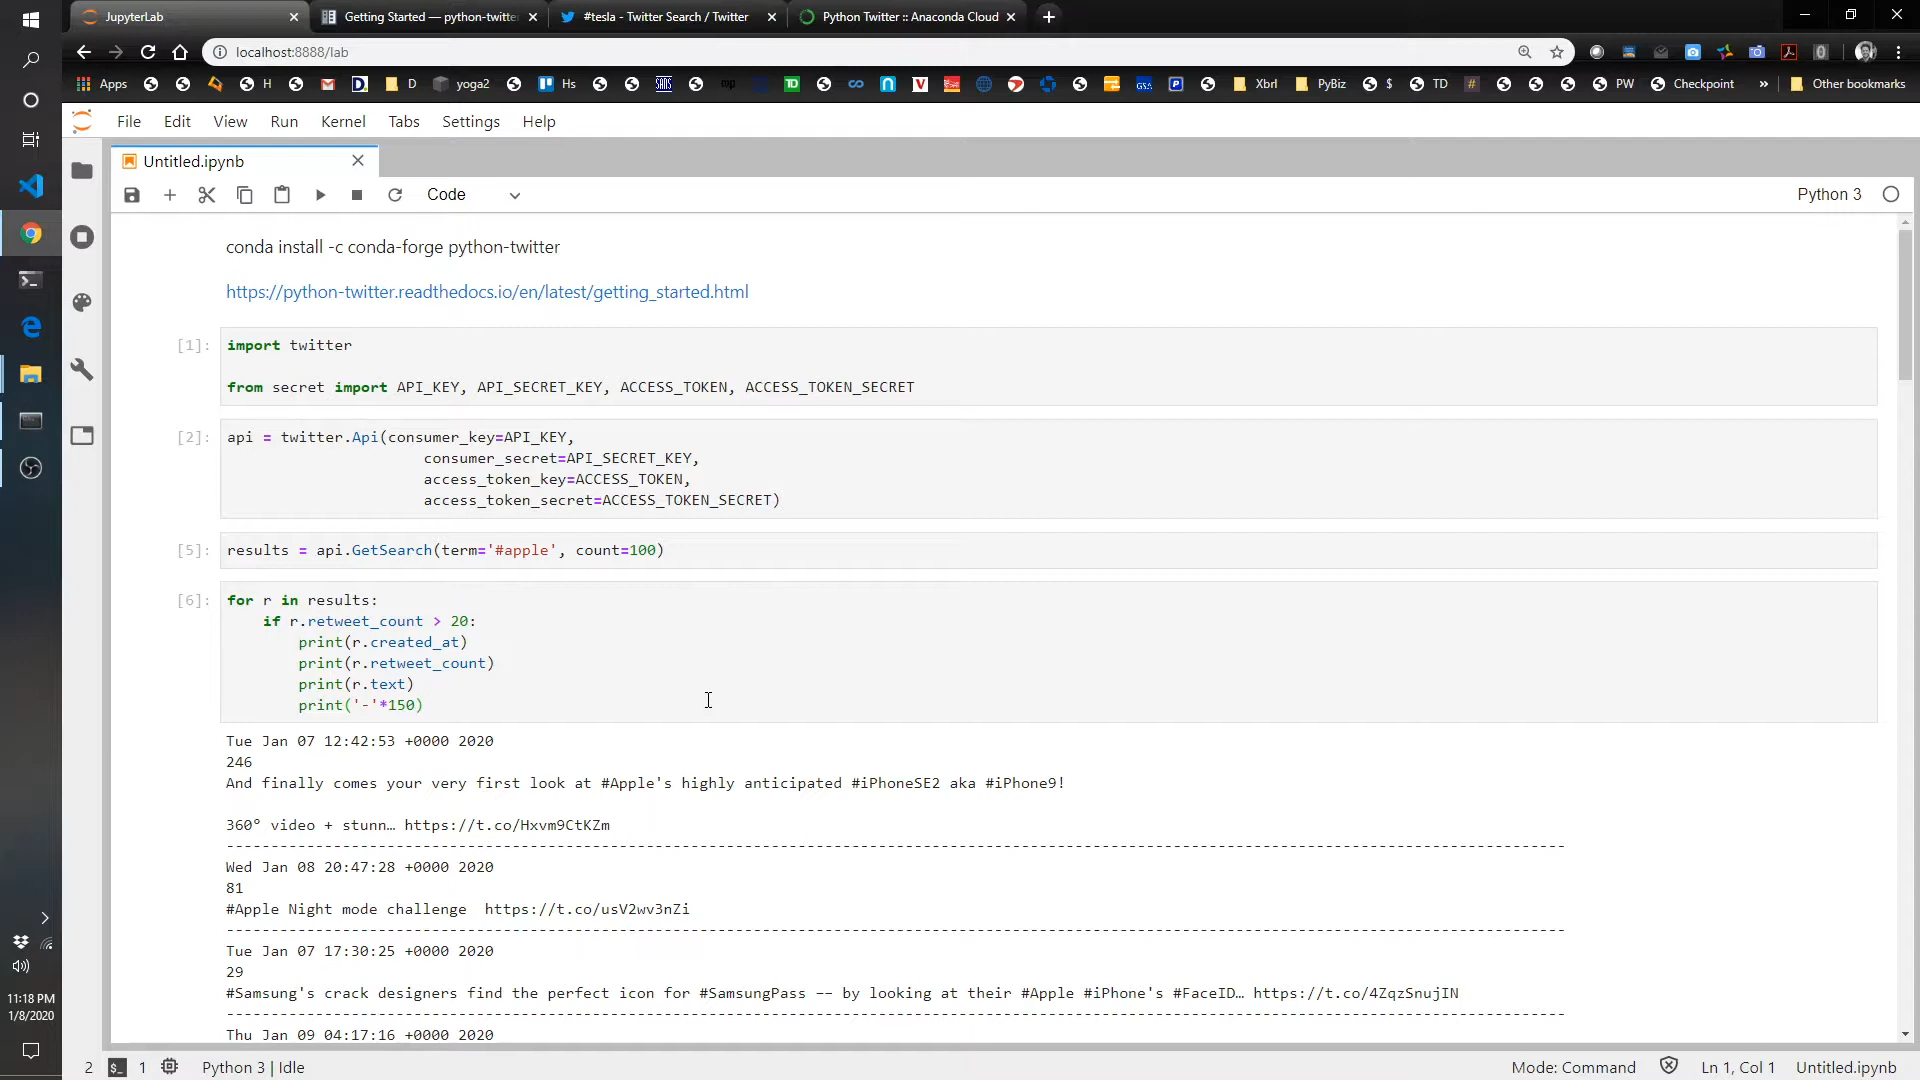 JupyterLab
Getting Started — python-twitte
#tesla - Twitter Search / Twitter
Python Twitter :: Anaconda Cloud
localhost:8888/lab
Apps
H
D
yoga2
Hs
SANS
TD
GSA
Xbrl
PyBiz
$
TD
#
PW
Checkpoint
Other bookmarks
File Edit View Run Kernel Tabs Settings Help
Untitled.ipynb
Code
Python 3
conda install -c conda-forge python-twitter
https://python-twitter.readthedocs.io/en/latest/getting_started.html
[1]: import twitter
from secret import API_KEY, API_SECRET_KEY, ACCESS_TOKEN, ACCESS_TOKEN_SECRET
[2]: api = twitter.Api(consumer_key=API_KEY,
consumer_secret=API_SECRET_KEY,
access_token_key=ACCESS_TOKEN,
access_token_secret=ACCESS_TOKEN_SECRET)
[5]: results = api.GetSearch(term='#apple', count=100)
[6]: for r in results:
if r.retweet_count > 20:
print(r.created_at)
print(r.retweet_count)
print(r.text)
print('-'*150)
Tue Jan 07 12:42:53 +0000 2020
246
And finally comes your very first look at #Apple's highly anticipated #iPhoneSE2 aka #iPhone9!
360° video + stunn… https://t.co/Hxvm9CtKZm
------------------------------------------------------------------------------------------------------------------------------------------------------
Wed Jan 08 20:47:28 +0000 2020
81
#Apple Night mode challenge  https://t.co/usV2wv3nZi
------------------------------------------------------------------------------------------------------------------------------------------------------
Tue Jan 07 17:30:25 +0000 2020
29
#Samsung's crack designers find the perfect icon for #SamsungPass -- by looking at their #Apple #iPhone's #FaceID… https://t.co/4ZqzSnujIN
------------------------------------------------------------------------------------------------------------------------------------------------------
Thu Jan 09 04:17:16 +0000 2020
11:18 PM
1/8/2020
2 1 Python 3 | Idle
Mode: Command
Ln 1, Col 1
Untitled.ipynb